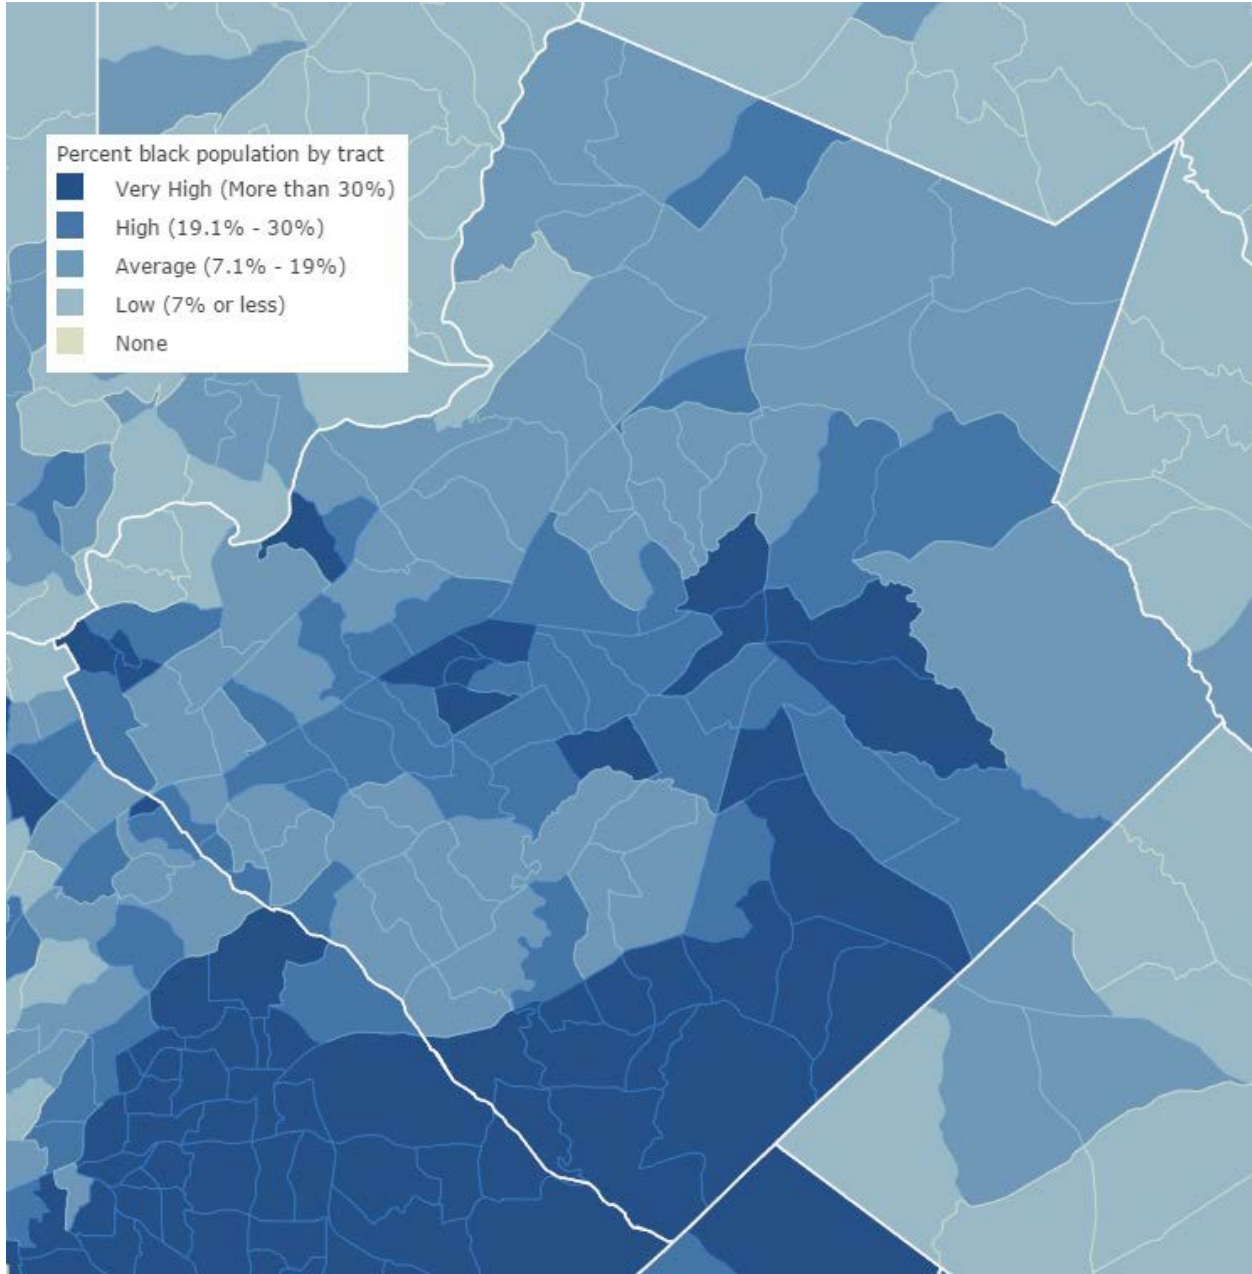 Percent black population by tract
Very High (More than 30%)
High (19.1% - 30%)
Average (7.1% - 19%)
Low (7% or less)
None